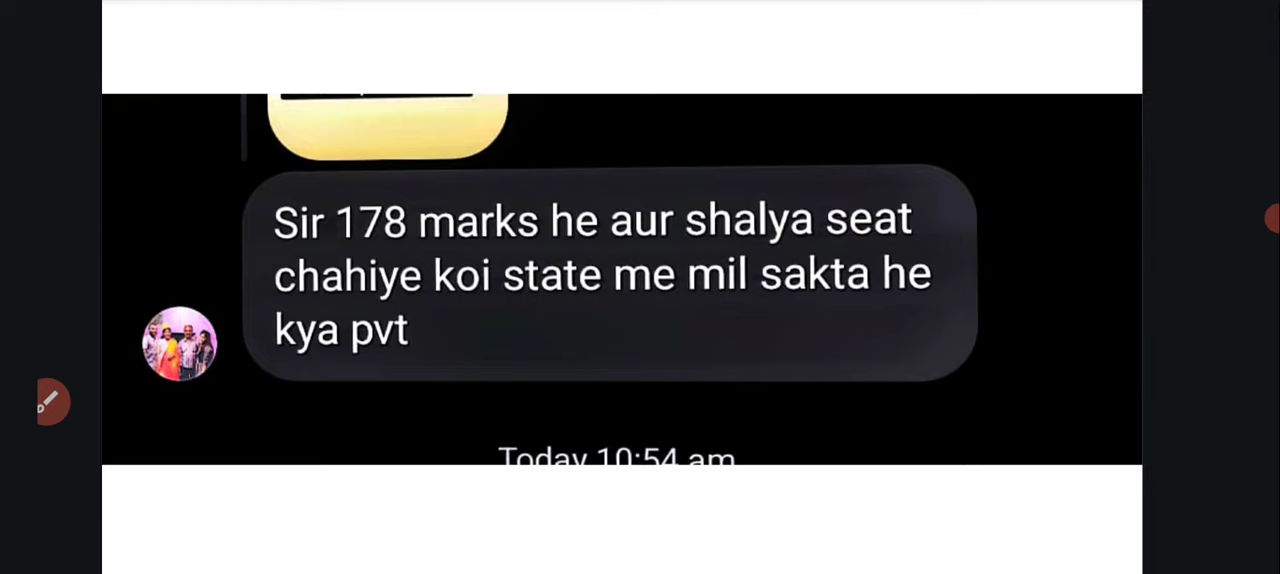 Sir 178 marks he aur shalya seat
chahiye koi state me mil sakta he
kya pvt
Today 10:54 am